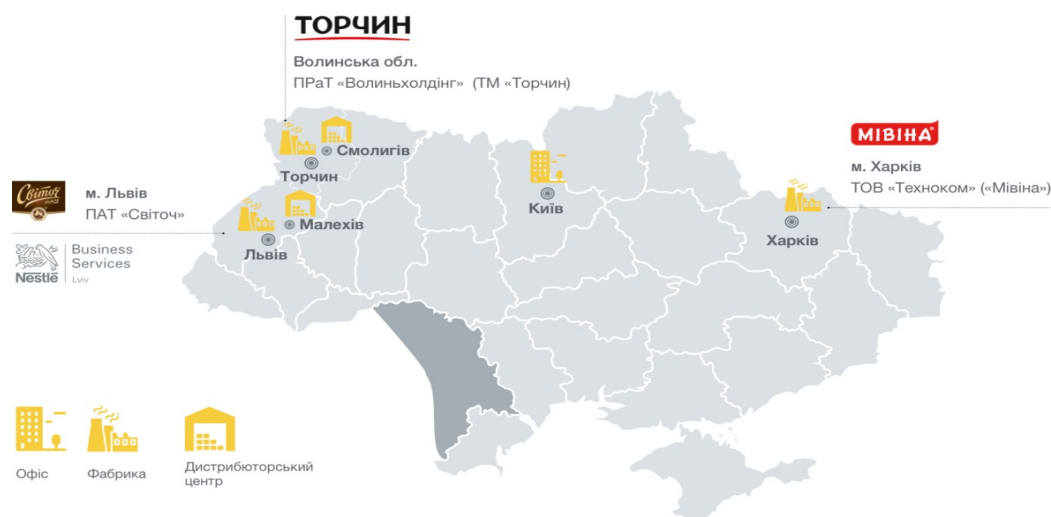 ТОРЧИН
Волинська обл.
ПРаТ «Волиньхолдінг» (ТМ «Торчин)
МІВІНА
м. Харків
ТОВ «Техноком» («Мівіна»)
Смолигів
Торчин
Київ
Світоч
м. Львів
ПАТ «Світоч»
Малехів
Львів
Харків
Nestlé
Business
Services
Lviv
Офіс
Фабрика
Дистрибюторський
центр